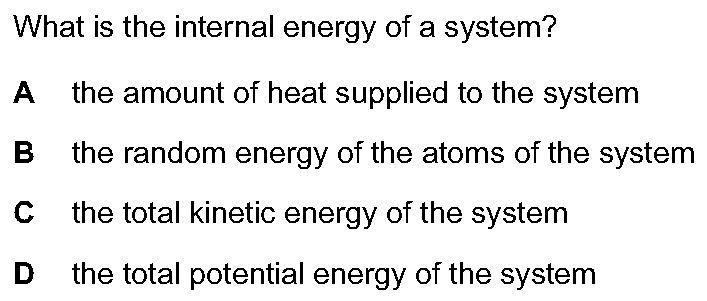 What is the internal energy of a system?
A the amount of heat supplied to the system
B the random energy of the atoms of the system
C the total kinetic energy of the system
D the total potential energy of the system